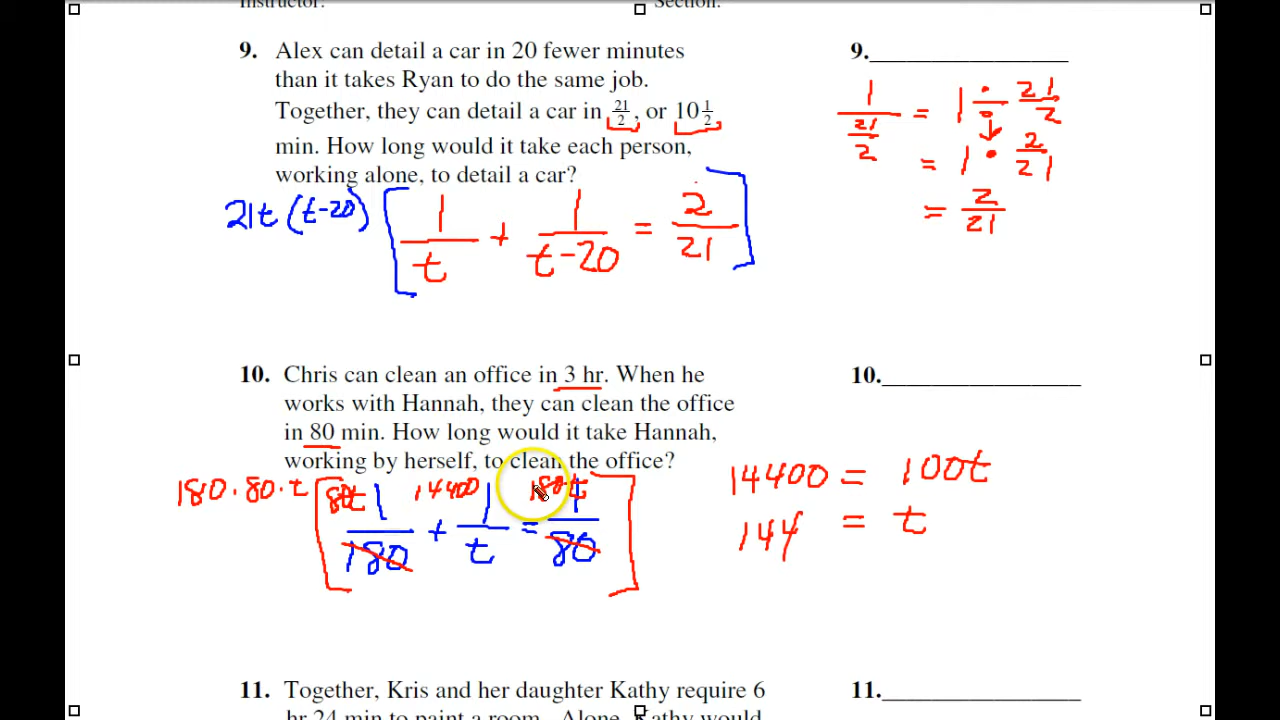 Instructor: Section:
9. Alex can detail a car in 20 fewer minutes 9.
than it takes Ryan to do the same job.
Together, they can detail a car in 21/2, or 10 1/2
min. How long would it take each person,
working alone, to detail a car?
1/(21/2) = 1 ÷ 21/2
= 1 · 2/21
= 2/21
21t (t-20) [1/t + 1/(t-20) = 2/21]
10. Chris can clean an office in 3 hr. When he 10.
works with Hannah, they can clean the office
in 80 min. How long would it take Hannah,
working by herself, to clean the office?
180·80·t [80t 1/180 + 14400 1/t = 180t 1/80]
14400 = 100t
144 = t
11. Together, Kris and her daughter Kathy require 6 11.
hr 24 min to paint a room. Alone, Kathy would